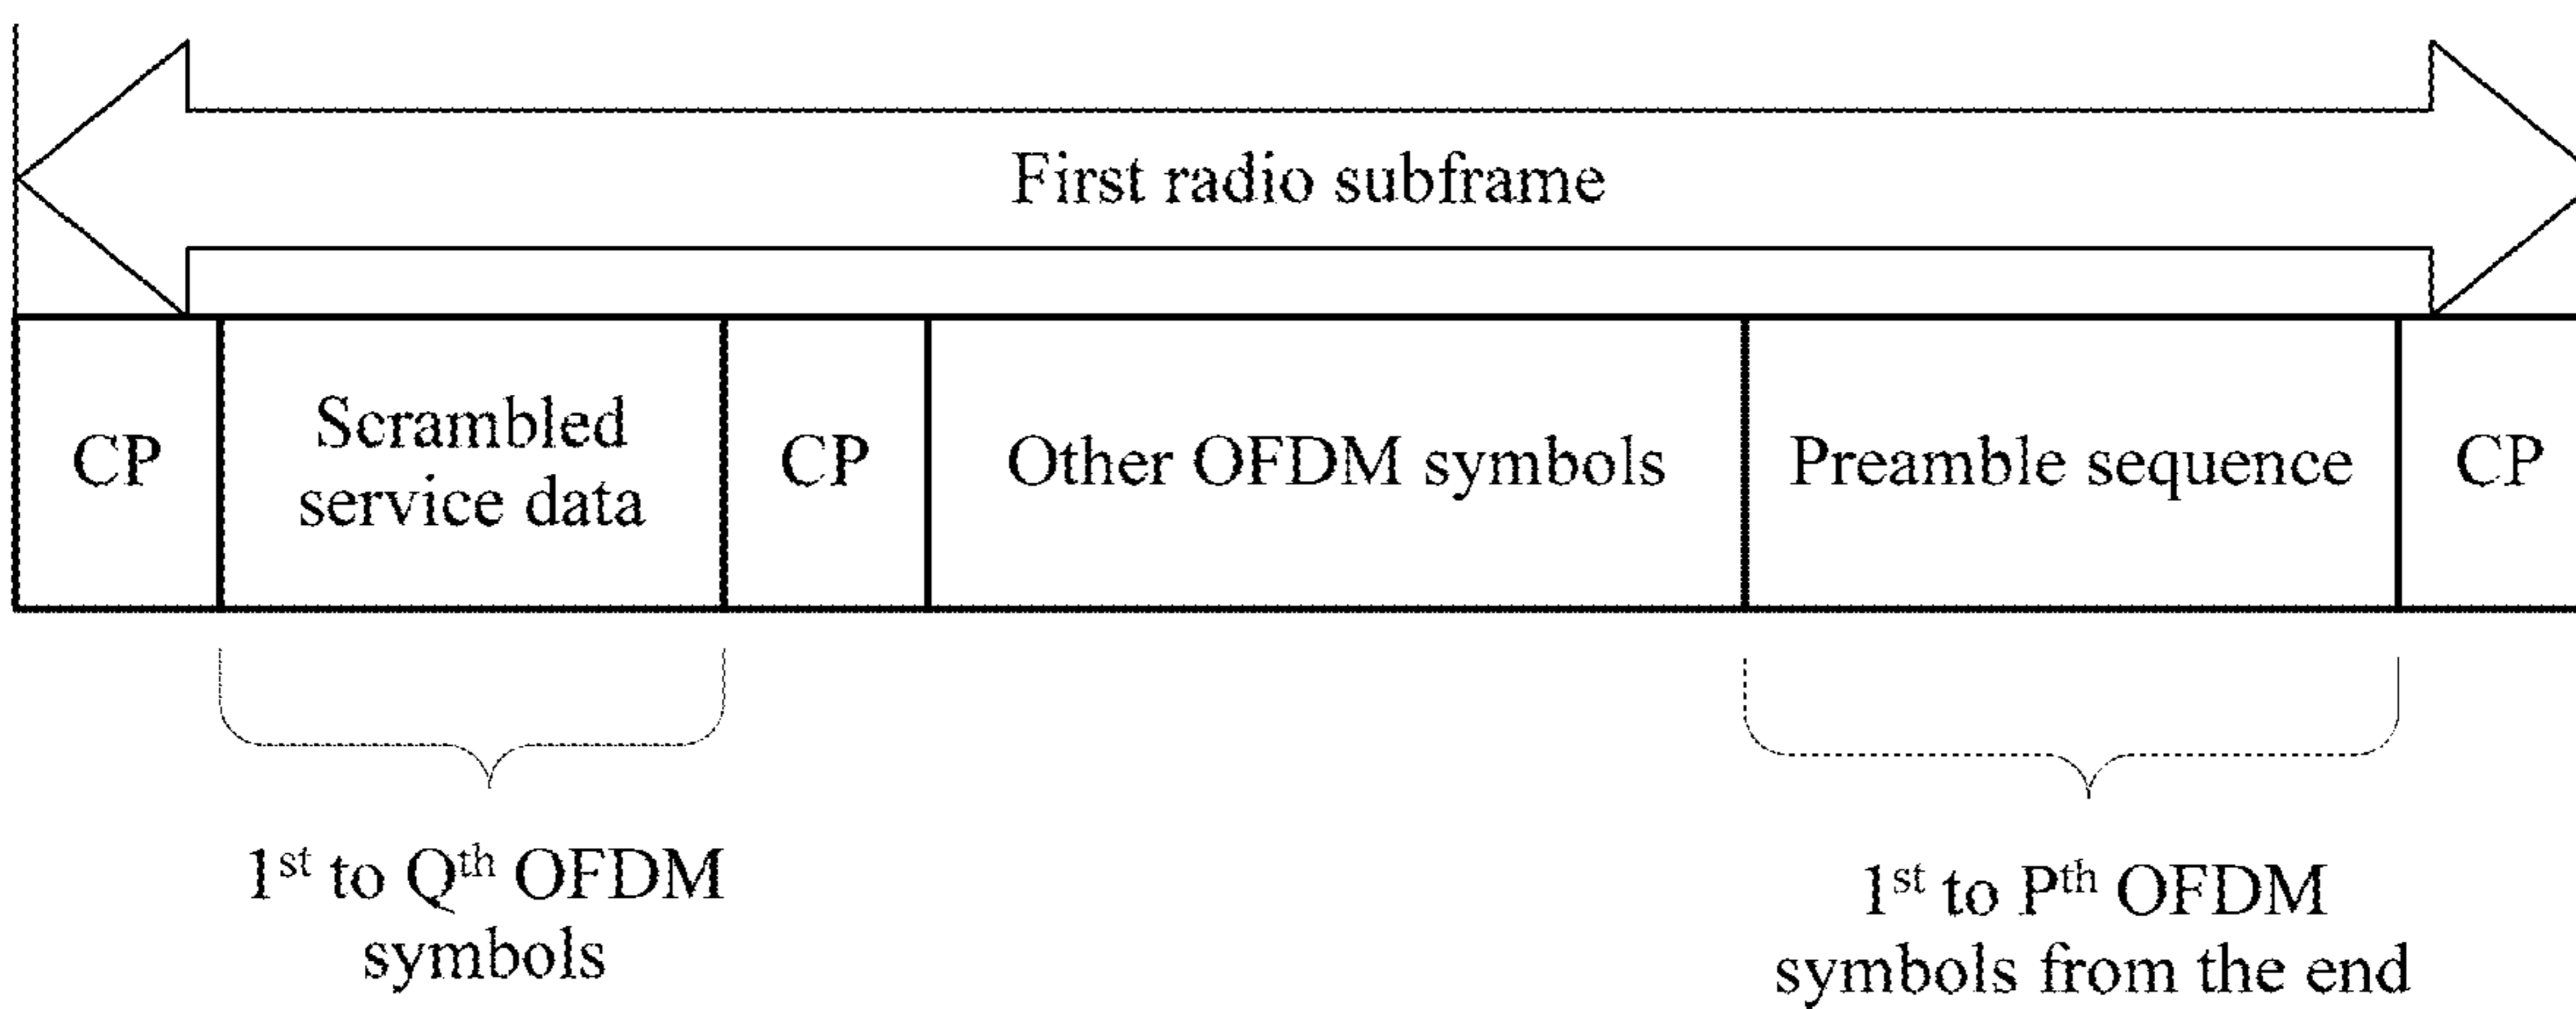 First radio subframe
CP
Scrambled
service data
CP
Other OFDM symbols
Preamble sequence
CP
1st to Qth OFDM
symbols
1st to Pth OFDM
symbols from the end